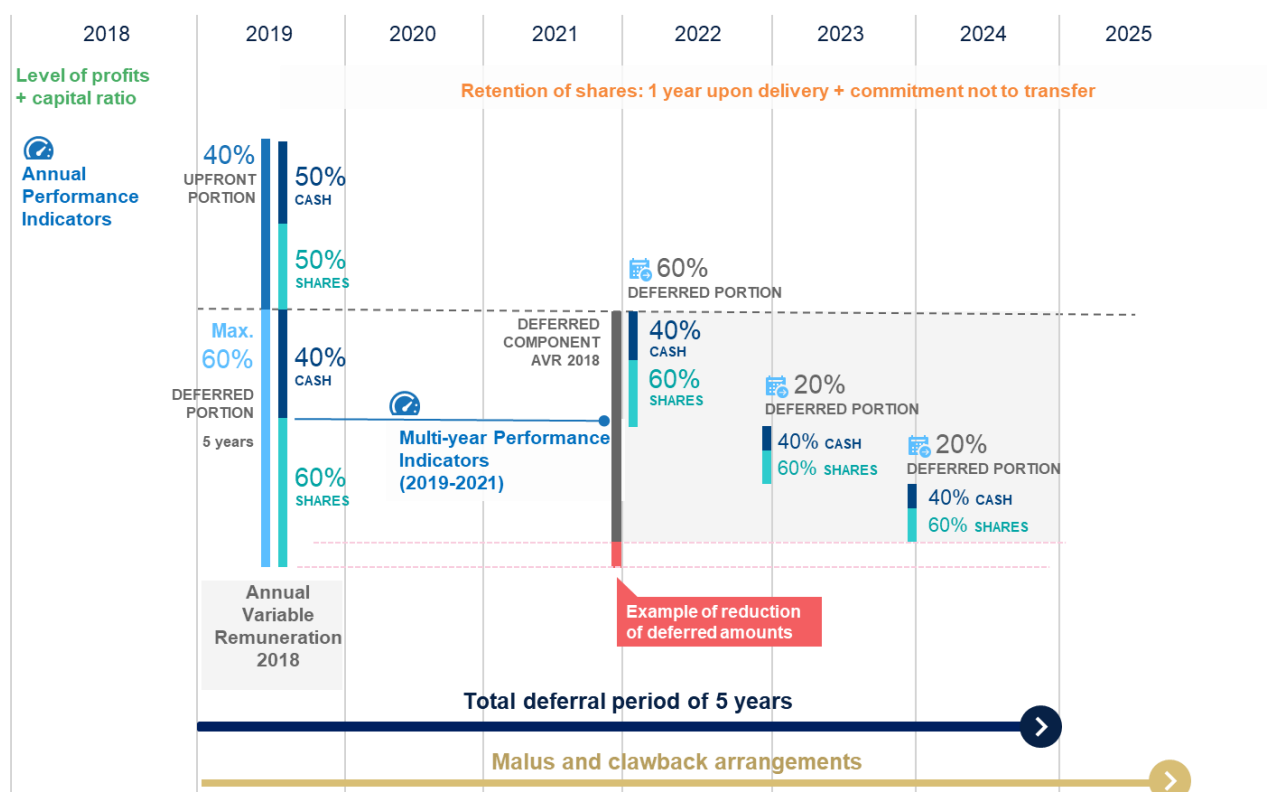 2018
2019
2020
2021
2022
2023
2024
2025
Level of profits
+ capital ratio
Retention of shares: 1 year upon delivery + commitment not to transfer
Annual
Performance
Indicators
40%
UPFRONT
PORTION
50%
CASH
50%
SHARES
Max.
60%
DEFERRED
PORTION
5 years
40%
CASH
60%
SHARES
Multi-year Performance
Indicators
(2019-2021)
DEFERRED
COMPONENT
AVR 2018
60%
DEFERRED PORTION
40%
CASH
60%
SHARES
20%
DEFERRED PORTION
40% CASH
60% SHARES
20%
DEFERRED PORTION
40% CASH
60% SHARES
Annual
Variable
Remuneration
2018
Example of reduction
of deferred amounts
Total deferral period of 5 years
Malus and clawback arrangements